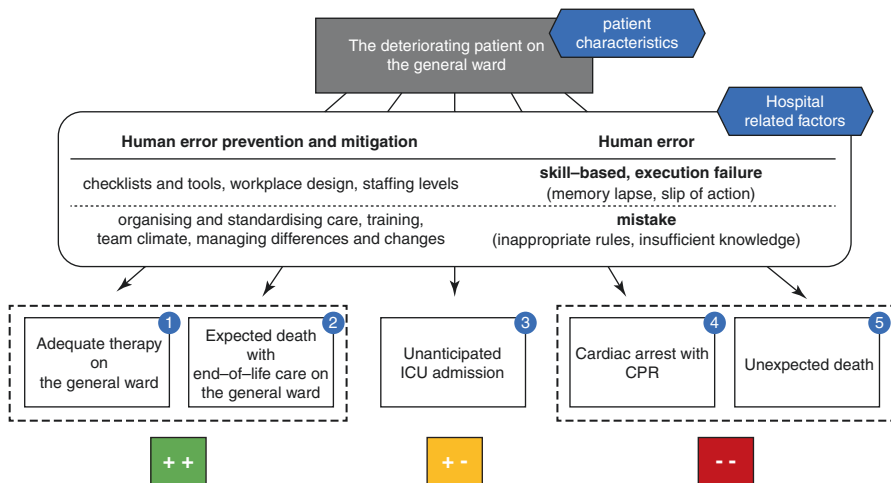 The deteriorating patient on
the general ward
patient
characteristics
Hospital
related factors
Human error prevention and mitigation
Human error
checklists and tools, workplace design, staffing levels
skill–based, execution failure
(memory lapse, slip of action)
organising and standardising care, training,
team climate, managing differences and changes
mistake
(inappropriate rules, insufficient knowledge)
1
Adequate therapy
on
the general ward
2
Expected death
with
end–of–life care on
the general ward
3
Unanticipated
ICU admission
4
Cardiac arrest with
CPR
5
Unexpected death
+ +
+ -
- -